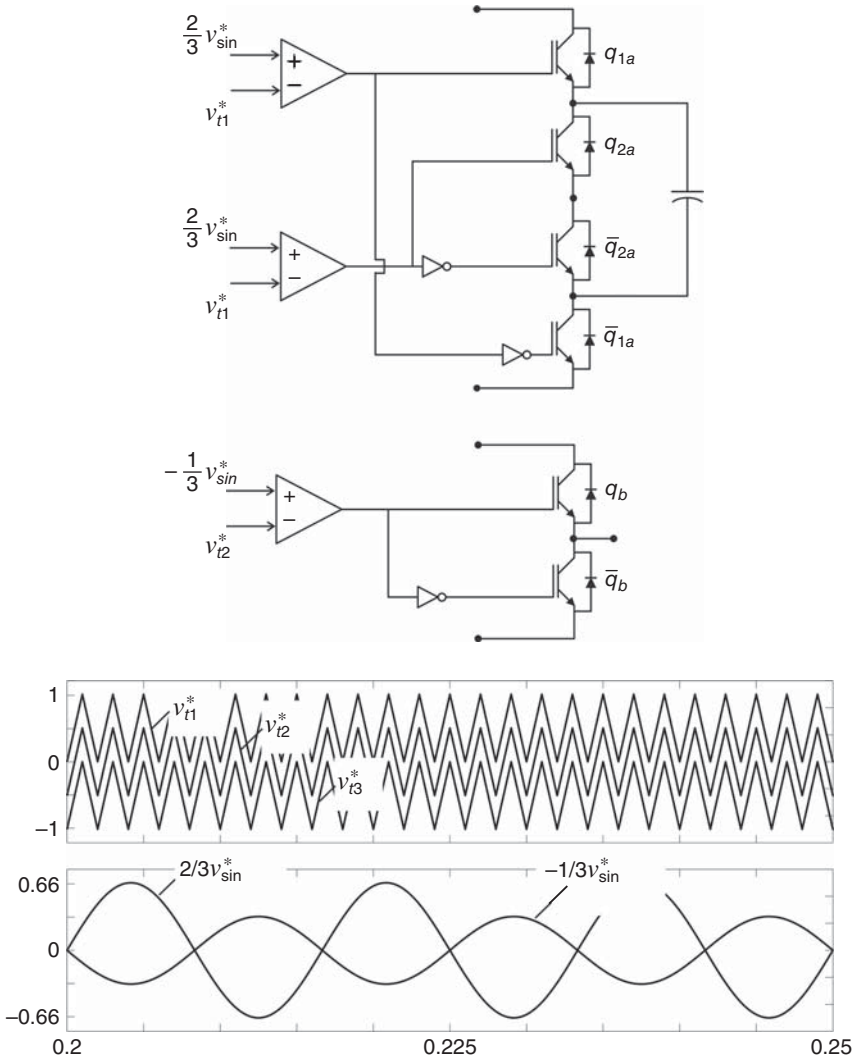 2/3 v*sin
+
−
v*t1
q1a
q2a
2/3 v*sin
+
−
v*t1
q̅2a
q̅1a
−1/3 v*sin
+
−
v*t2
qb
q̅b
1
0
−1
v*t1
v*t2
v*t3
0.66
0
−0.66
2/3v*sin
−1/3v*sin
0.2
0.225
0.25